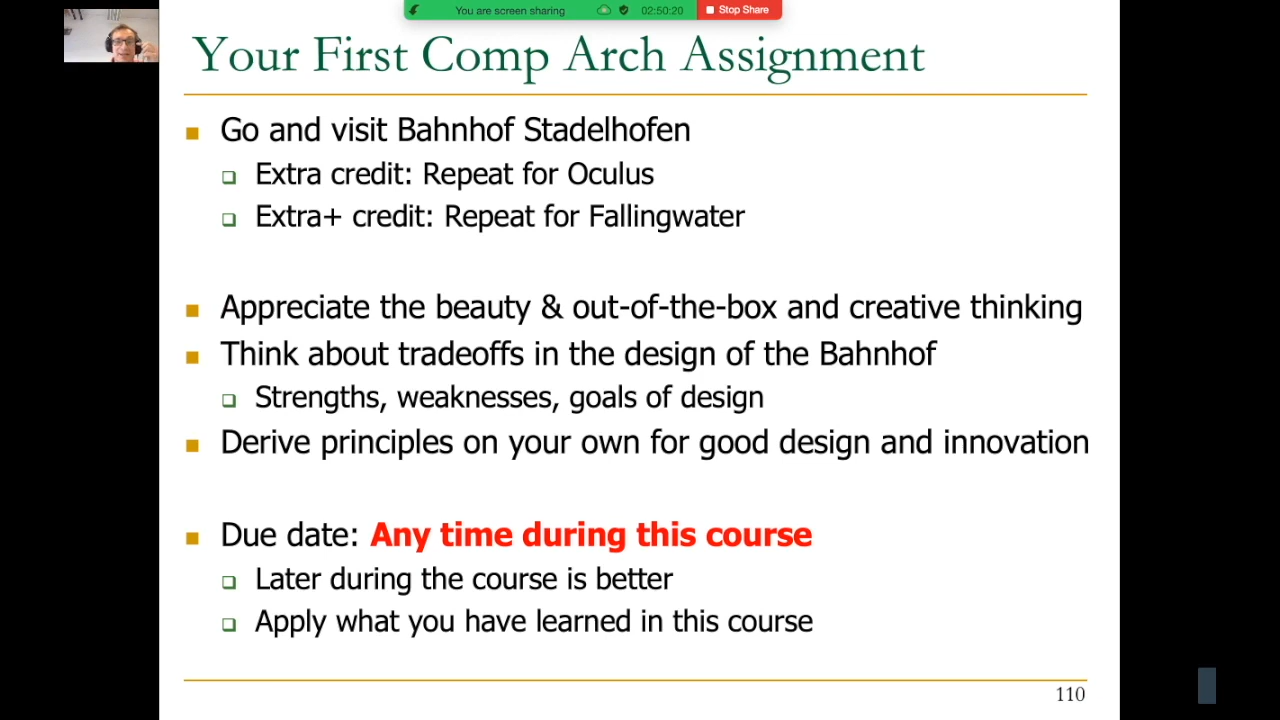 You are screen sharing
02:50:20
Stop Share
Your First Comp Arch Assignment
Go and visit Bahnhof Stadelhofen
Extra credit: Repeat for Oculus
Extra+ credit: Repeat for Fallingwater
Appreciate the beauty & out-of-the-box and creative thinking
Think about tradeoffs in the design of the Bahnhof
Strengths, weaknesses, goals of design
Derive principles on your own for good design and innovation
Due date: Any time during this course
Later during the course is better
Apply what you have learned in this course
110